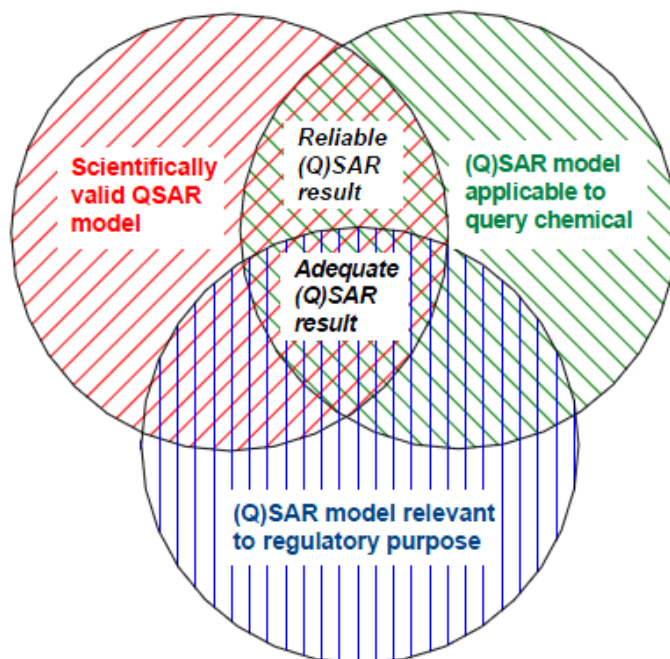 Reliable
(Q)SAR
result
Scientifically
valid QSAR
model
(Q)SAR model
applicable to
query chemical
Adequate
(Q)SAR
result
(Q)SAR model relevant
to regulatory purpose